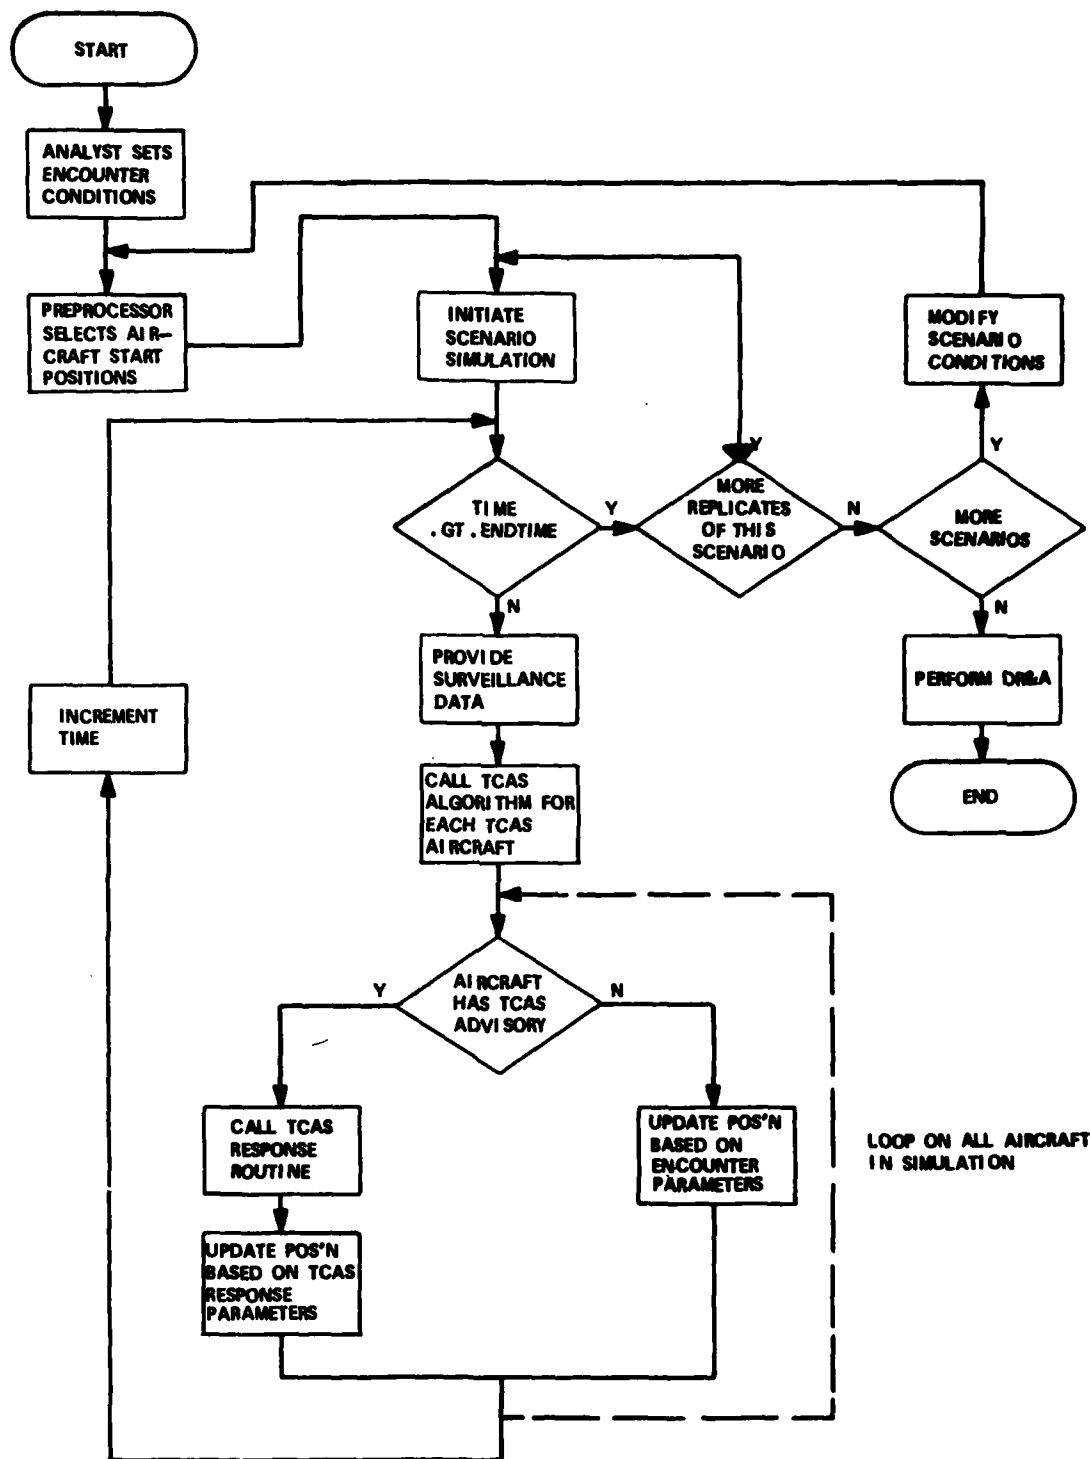 START
ANALYST SETS
ENCOUNTER
CONDITIONS
PREPROCESSOR
SELECTS AIR-
CRAFT START
POSITIONS
INITIATE
SCENARIO
SIMULATION
MODIFY
SCENARIO
CONDITIONS
TIME
.GT.ENDTIME
Y
Y
MORE
REPLICATES
OF THIS
SCENARIO
N
Y
MORE
SCENARIOS
N
N
PROVIDE
SURVEILLANCE
DATA
PERFORM DR&A
INCREMENT
TIME
CALL TCAS
ALGORITHM FOR
EACH TCAS
AIRCRAFT
END
Y
AIRCRAFT
HAS TCAS
ADVISORY
N
CALL TCAS
RESPONSE
ROUTINE
UPDATE POS'N
BASED ON
ENCOUNTER
PARAMETERS
LOOP ON ALL AIRCRAFT
IN SIMULATION
UPDATE POS'N
BASED ON TCAS
RESPONSE
PARAMETERS